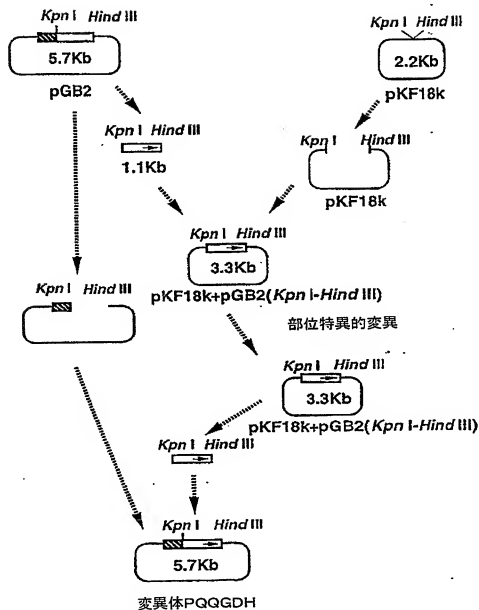 Kpn I Hind III
5.7Kb
pGB2
Kpn I Hind III
2.2Kb
pKF18k
Kpn I Hind III
1.1Kb
Kpn I Hind III
pKF18k
Kpn I Hind III
3.3Kb
pKF18k+pGB2(Kpn I-Hind III)
Kpn I Hind III
部位特異的変異
Kpn I Hind III
3.3Kb
pKF18k+pGB2(Kpn I-Hind III)
Kpn I Hind III
Kpn I Hind III
5.7Kb
変異体PQQGDH